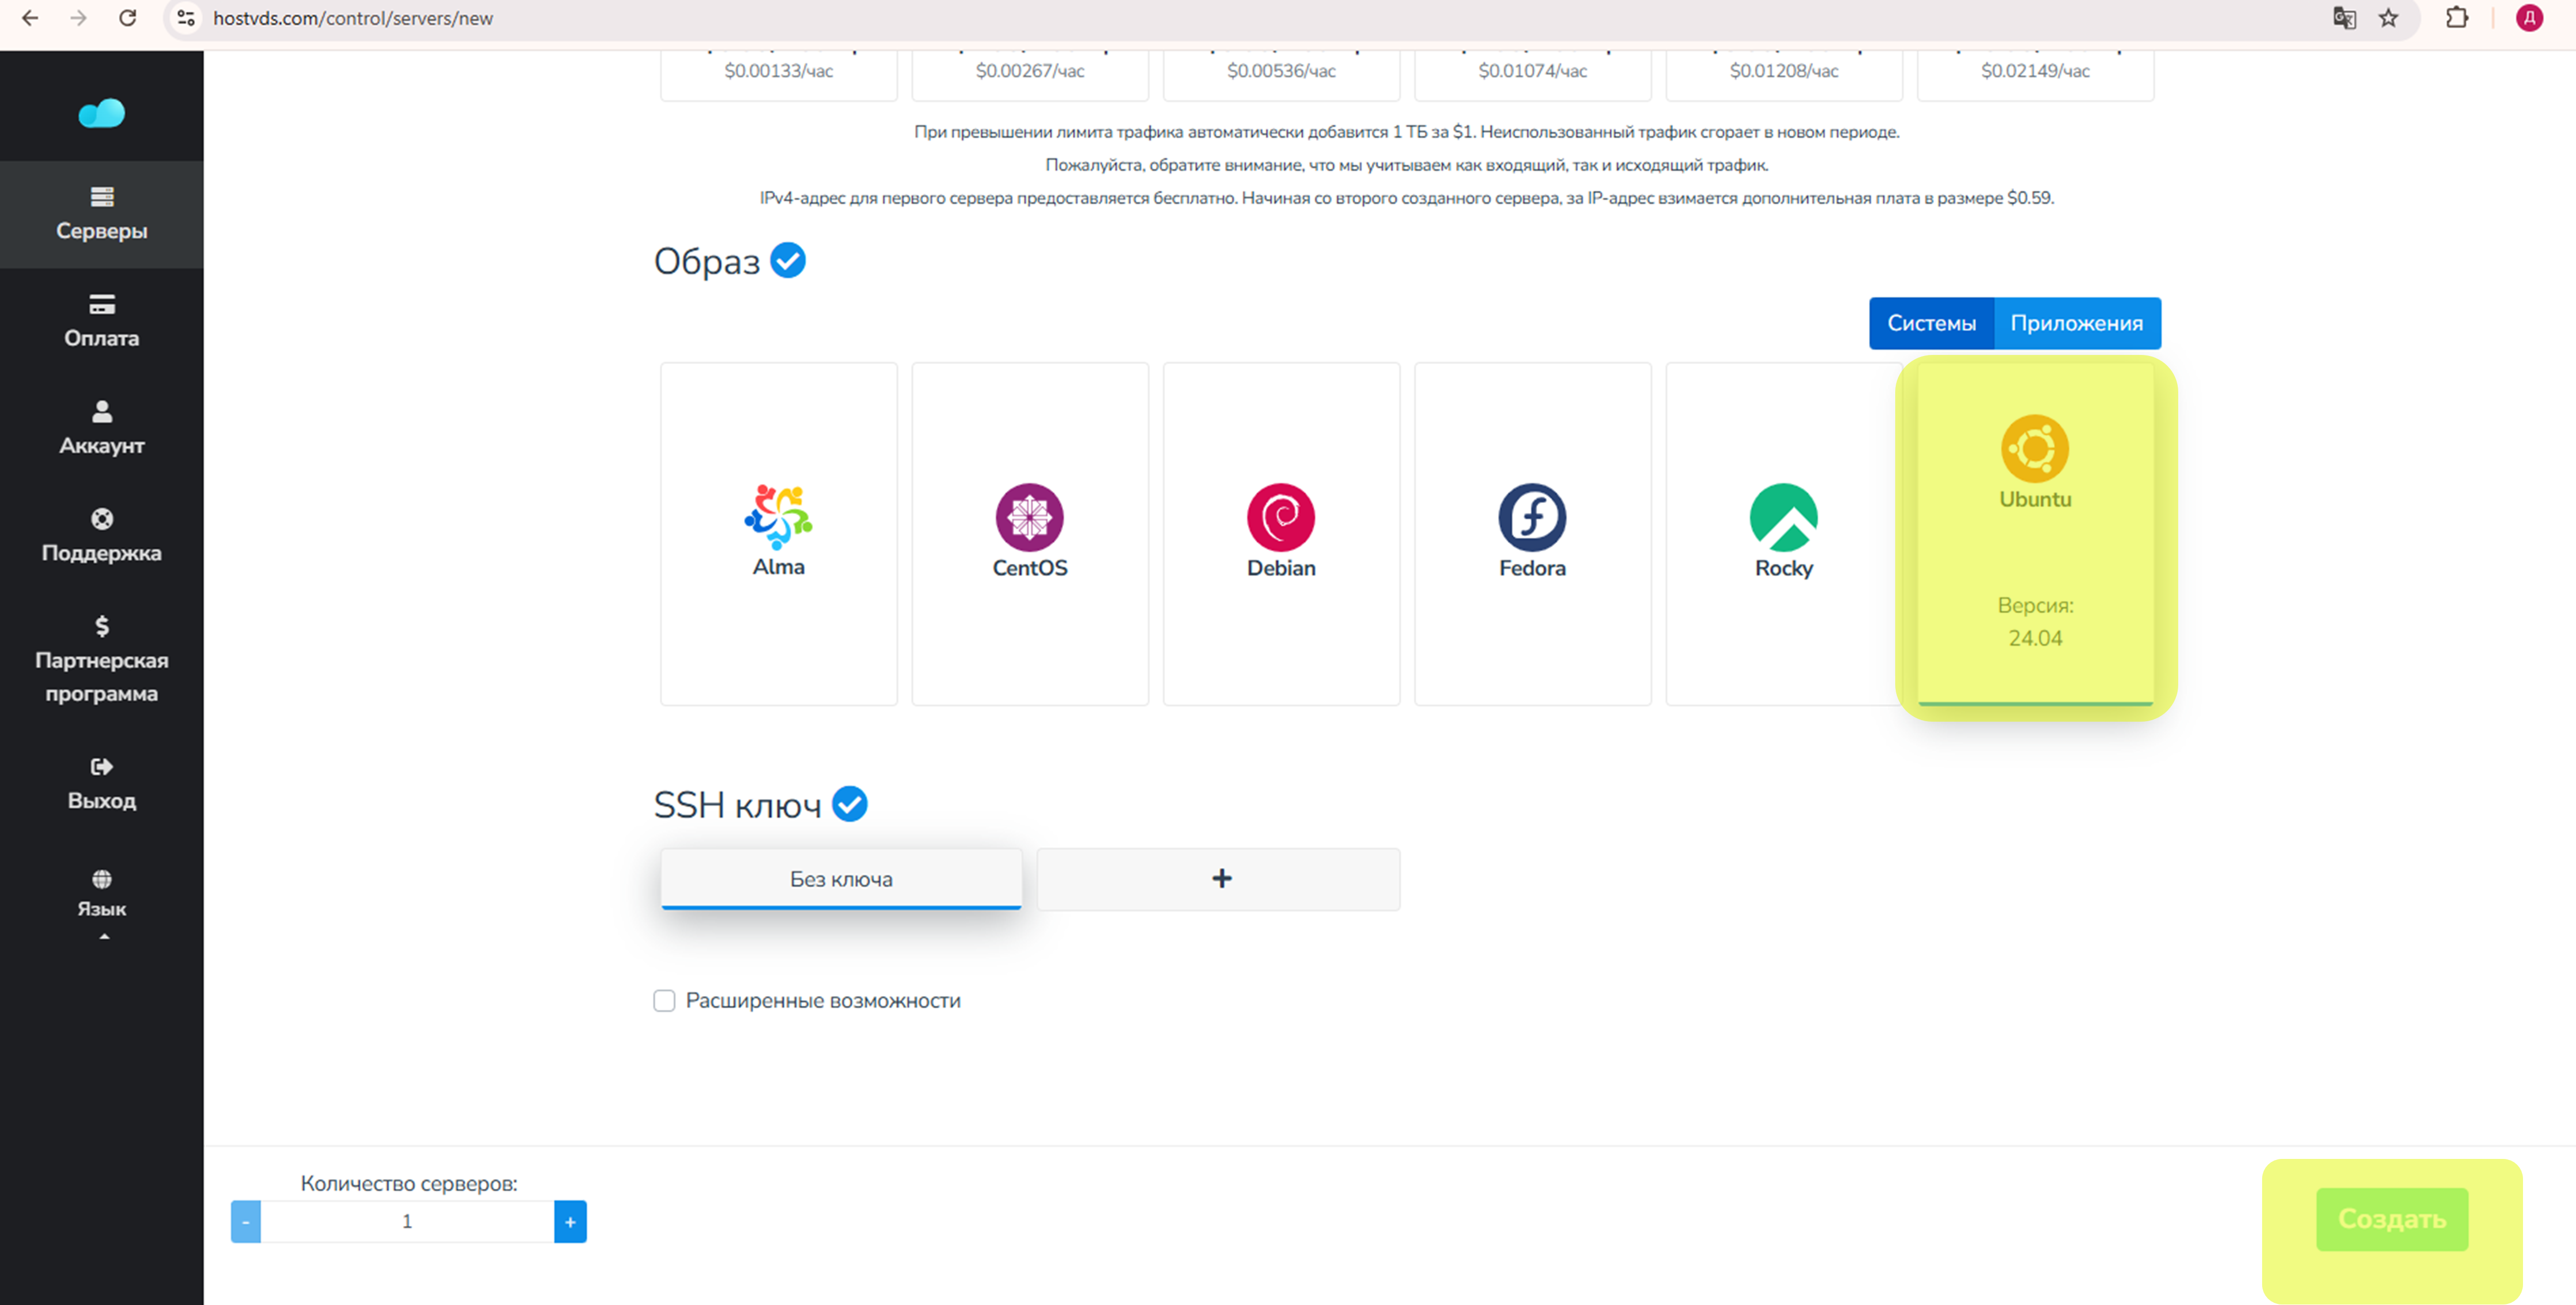 hostvds.com/control/servers/new
Д
$0.00133/час
$0.00267/час
$0.00536/час
$0.01074/час
$0.01208/час
$0.02149/час
При превышении лимита трафика автоматически добавится 1 ТБ за $1. Неиспользованный трафик сгорает в новом периоде.
Пожалуйста, обратите внимание, что мы учитываем как входящий, так и исходящий трафик.
IPv4-адрес для первого сервера предоставляется бесплатно. Начиная со второго созданного сервера, за IP-адрес взимается дополнительная плата в размере $0.59.
Серверы
Оплата
Аккаунт
Поддержка
Партнерская
программа
Выход
Язык
Образ
Системы
Приложения
Alma
CentOS
Debian
Fedora
Rocky
Ubuntu
Версия:
24.04
SSH ключ
Без ключа
+
Расширенные возможности
Количество серверов:
-
1
+
Создать